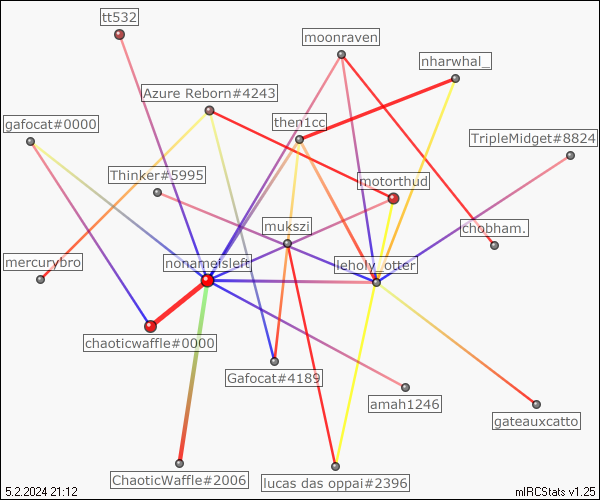 tt532
moonraven
nharwhal_
Azure Reborn#4243
gafocat#0000
then1cc
TripleMidget#8824
Thinker#5995
motorthud
mukszi
chobham.
mercurybro
nonameisleft
leholy_otter
chaoticwaffle#0000
Gafocat#4189
amah1246
gateauxcatto
ChaoticWaffle#2006
lucas das oppai#2396
5.2.2024 21:12
mIRCStats v1.25